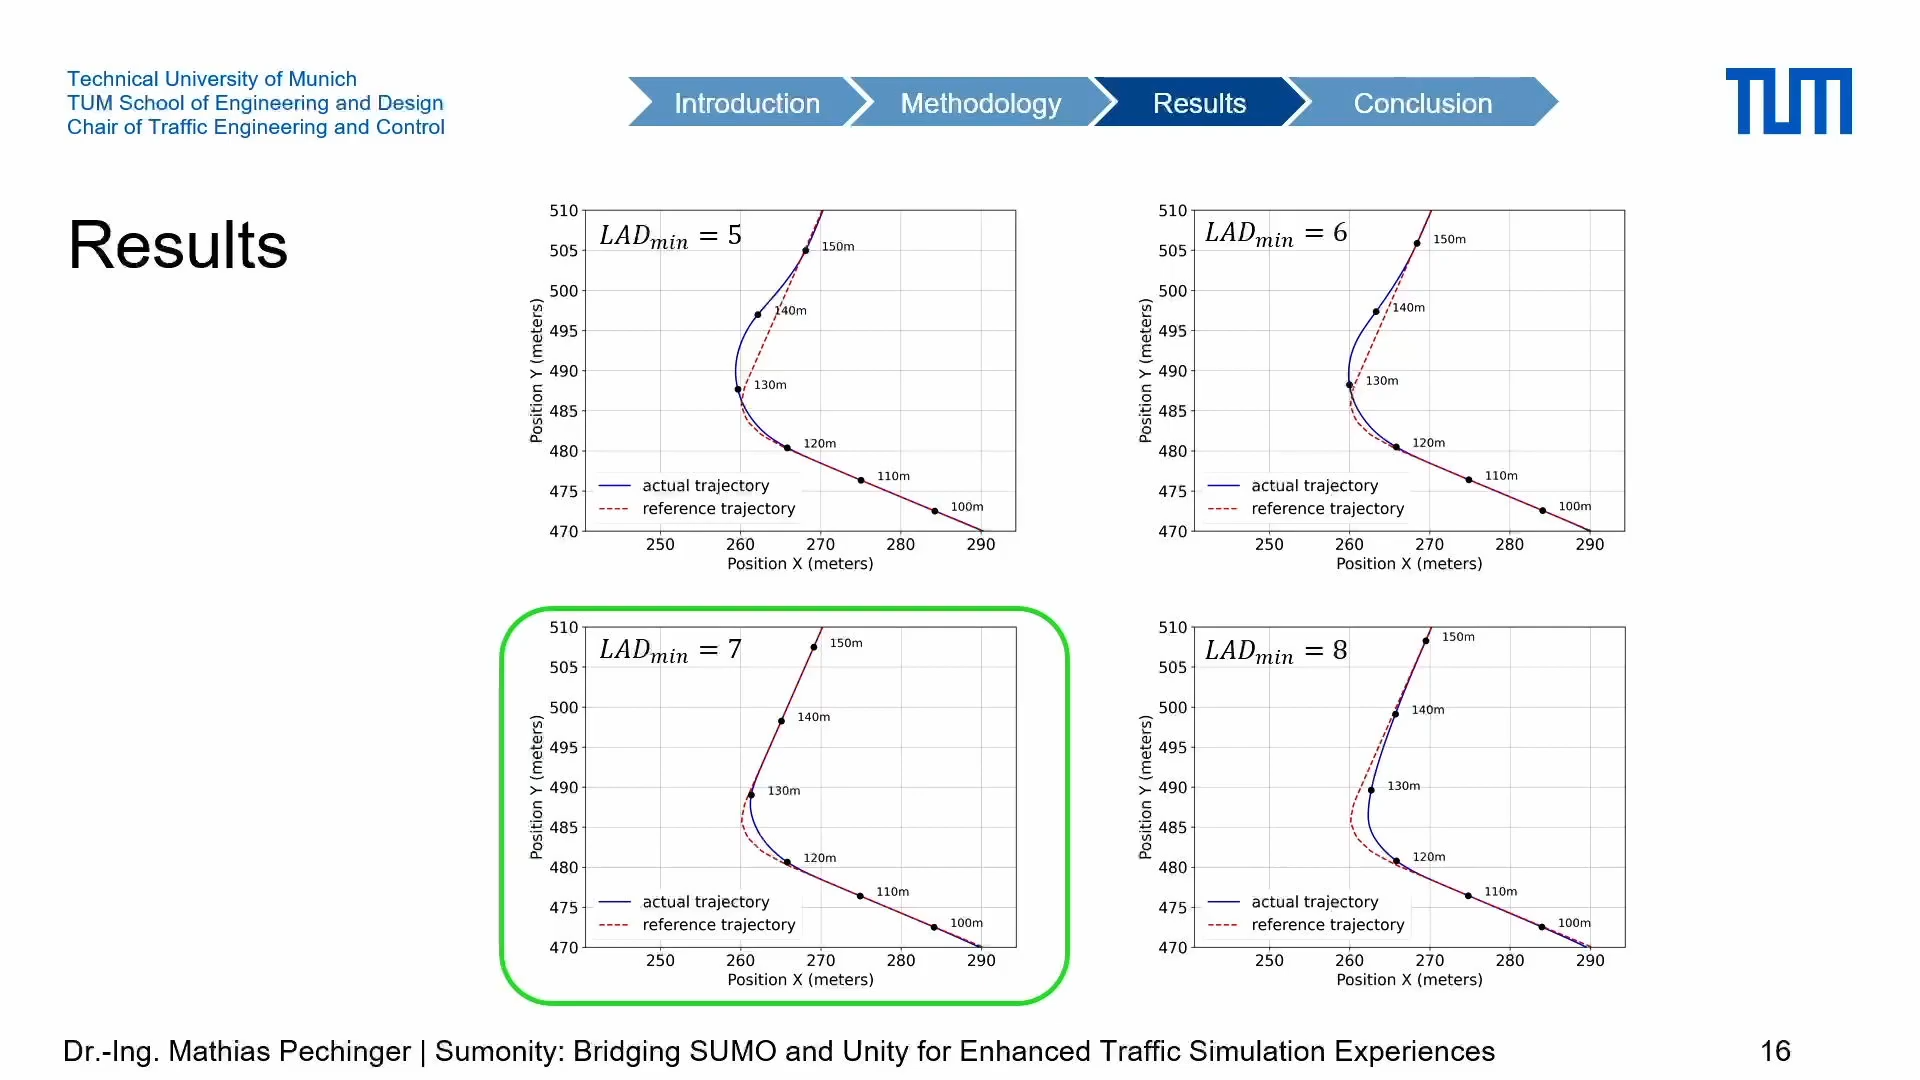 Technical University of Munich
TUM School of Engineering and Design
Chair of Traffic Engineering and Control
Introduction
Methodology
Results
Conclusion
TUM
Results
510
505
500
495
490
485
480
475
470
Position Y (meters)
LADmin = 5
150m
140m
130m
120m
110m
100m
actual trajectory
reference trajectory
250 260 270 280 290
Position X (meters)
510
505
500
495
490
485
480
475
470
Position Y (meters)
LADmin = 6
150m
140m
130m
120m
110m
100m
actual trajectory
reference trajectory
250 260 270 280 290
Position X (meters)
510
505
500
495
490
485
480
475
470
Position Y (meters)
LADmin = 7
150m
140m
130m
120m
110m
100m
actual trajectory
reference trajectory
250 260 270 280 290
Position X (meters)
510
505
500
495
490
485
480
475
470
Position Y (meters)
LADmin = 8
150m
140m
130m
120m
110m
100m
actual trajectory
reference trajectory
250 260 270 280 290
Position X (meters)
Dr.-Ing. Mathias Pechinger | Sumonity: Bridging SUMO and Unity for Enhanced Traffic Simulation Experiences
16